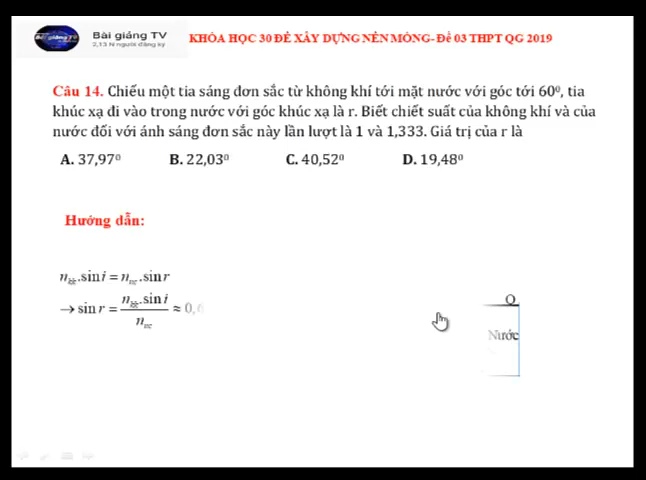 Bài giảng TV
2,13 N người đăng ký
KHÓA HỌC 30 ĐỀ XÂY DỰNG NỀN MÓNG- Đề 03 THPT QG 2019
Câu 14. Chiếu một tia sáng đơn sắc từ không khí tới mặt nước với góc tới 60⁰, tia
khúc xạ đi vào trong nước với góc khúc xạ là r. Biết chiết suất của không khí và của
nước đối với ánh sáng đơn sắc này lần lượt là 1 và 1,333. Giá trị của r là
A. 37,97⁰ B. 22,03⁰ C. 40,52⁰ D. 19,48⁰
Hướng dẫn:
n_kk.sin i = n_nc.sin r
→ sin r = n_kk.sin i / n_nc ≈ 0,6
O
Nước